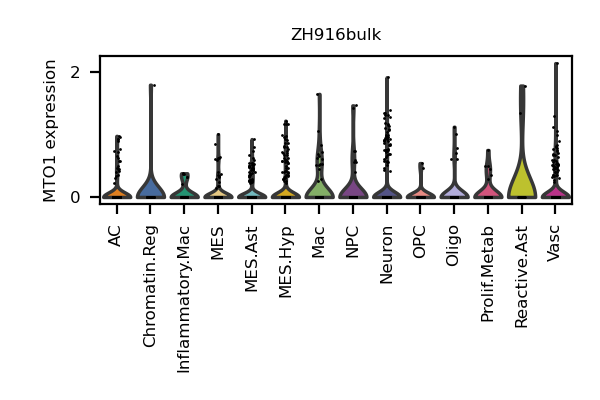 ZH916bulk
MTO1 expression
2
0
AC
Chromatin.Reg
Inflammatory.Mac
MES
MES.Ast
MES.Hyp
Mac
NPC
Neuron
OPC
Oligo
Prolif.Metab
Reactive.Ast
Vasc